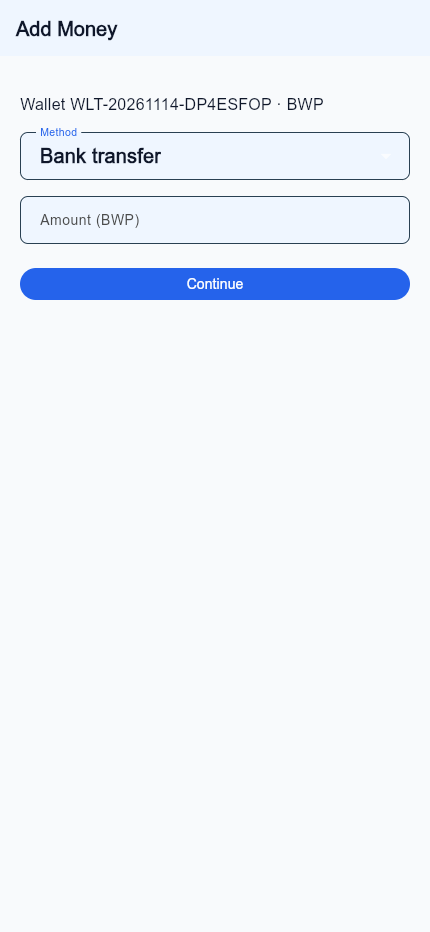 Add Money
Wallet WLT-20261114-DP4ESFOP · BWP
Method
Bank transfer
Amount (BWP)
Continue